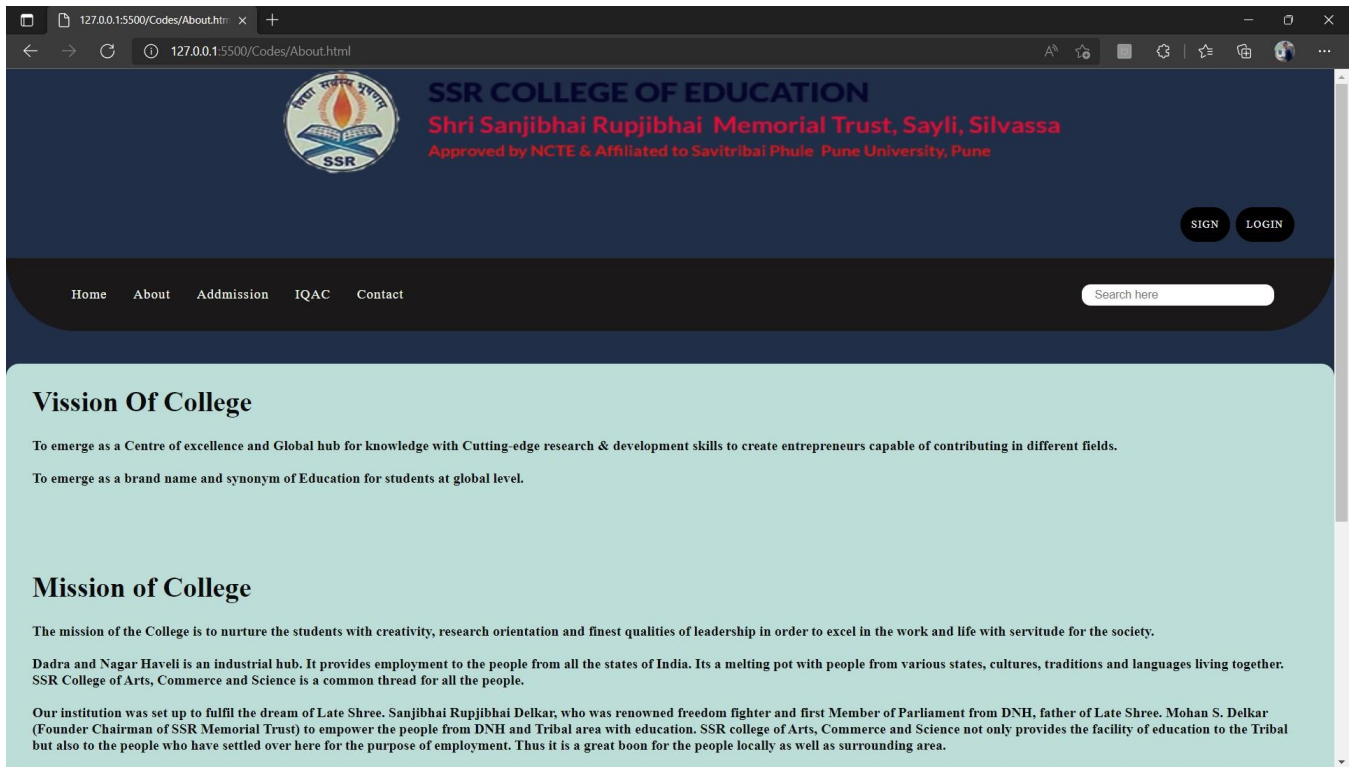 127.0.0.1:5500/Codes/About.htm
127.0.0.1:5500/Codes/About.html
विद्या सर्वस्य भूषणम्
SSR
SSR COLLEGE OF EDUCATION
Shri Sanjibhai Rupjibhai Memorial Trust, Sayli, Silvassa
Approved by NCTE & Affiliated to Savitribai Phule Pune University, Pune
SIGN LOGIN
Home About Addmission IQAC Contact Search here
Vission Of College
To emerge as a Centre of excellence and Global hub for knowledge with Cutting-edge research & development skills to create entrepreneurs capable of contributing in different fields.
To emerge as a brand name and synonym of Education for students at global level.
Mission of College
The mission of the College is to nurture the students with creativity, research orientation and finest qualities of leadership in order to excel in the work and life with servitude for the society.
Dadra and Nagar Haveli is an industrial hub. It provides employment to the people from all the states of India. Its a melting pot with people from various states, cultures, traditions and languages living together.
SSR College of Arts, Commerce and Science is a common thread for all the people.
Our institution was set up to fulfil the dream of Late Shree. Sanjibhai Rupjibhai Delkar, who was renowned freedom fighter and first Member of Parliament from DNH, father of Late Shree. Mohan S. Delkar
(Founder Chairman of SSR Memorial Trust) to empower the people from DNH and Tribal area with education. SSR college of Arts, Commerce and Science not only provides the facility of education to the Tribal
but also to the people who have settled over here for the purpose of employment. Thus it is a great boon for the people locally as well as surrounding area.